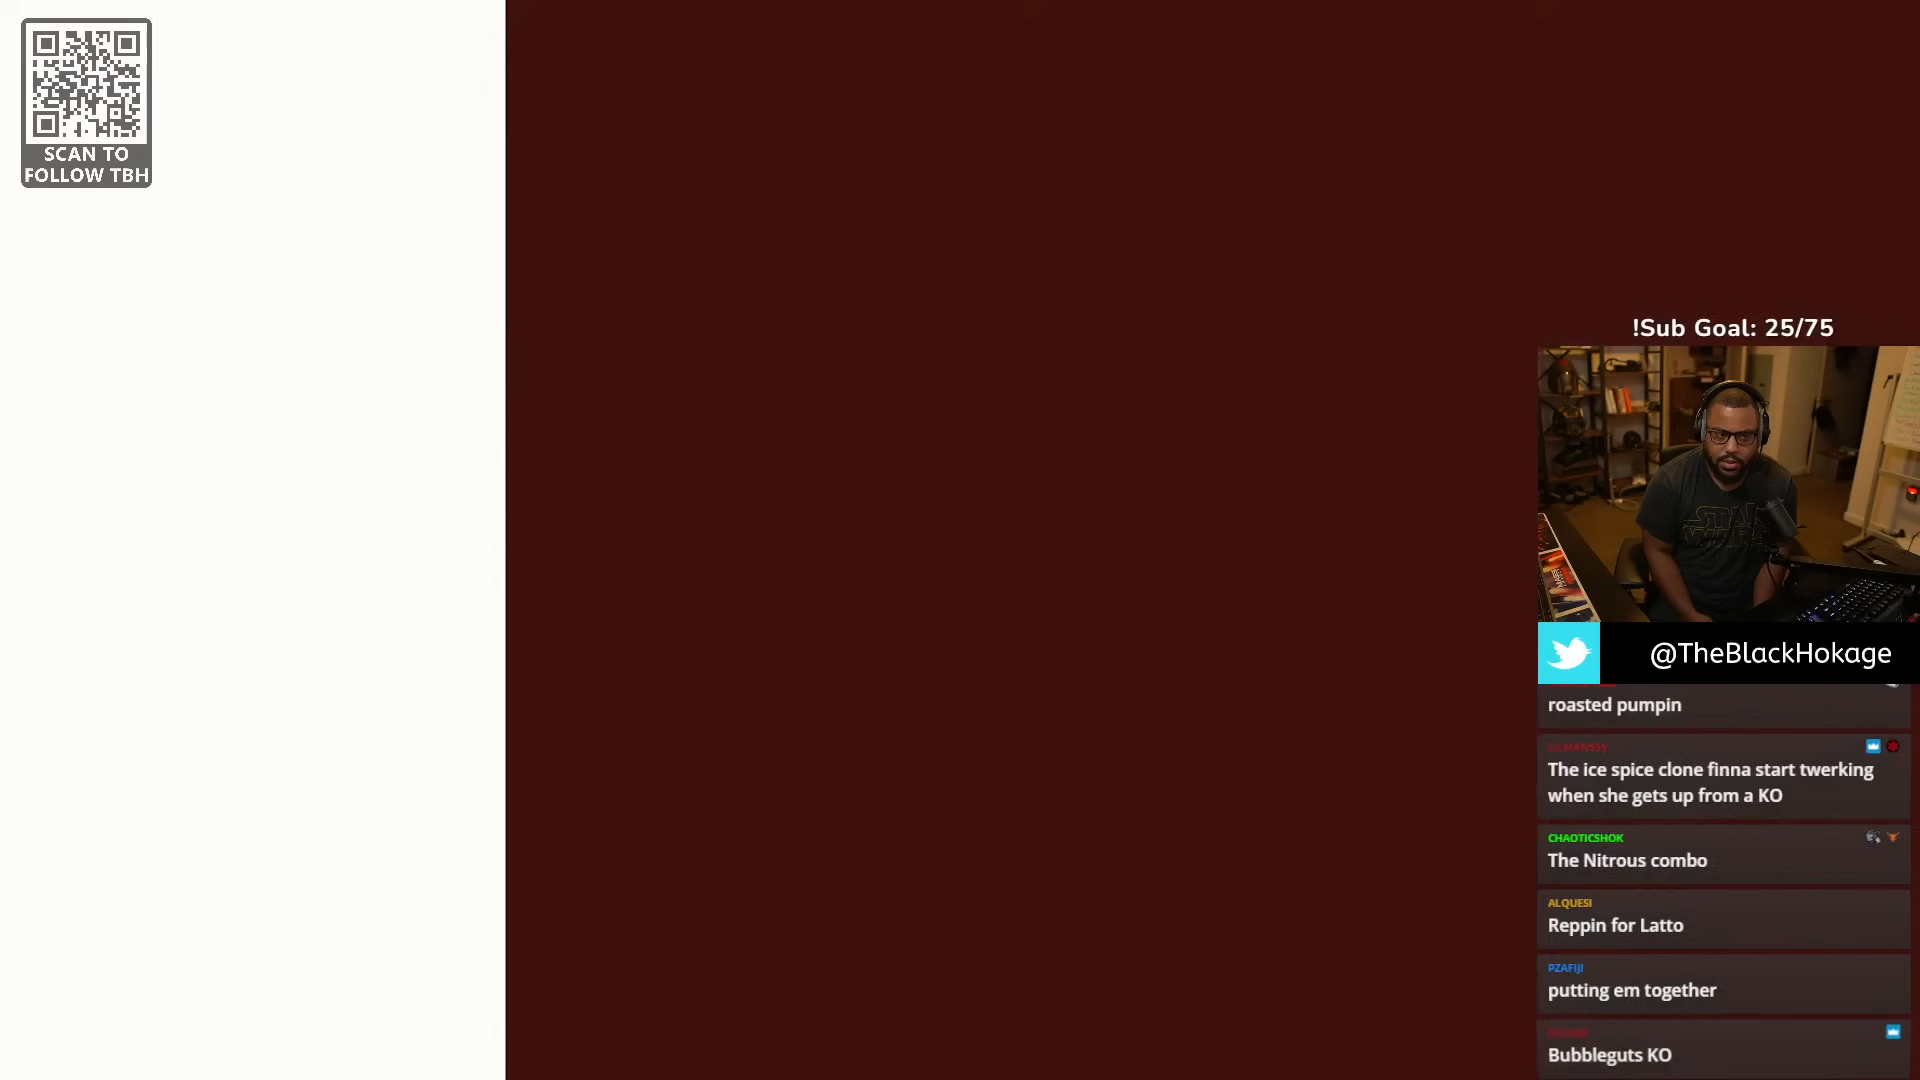 SCAN TO
FOLLOW TBH
!Sub Goal: 25/75
STAR
WARS
@TheBlackHokage
roasted pumpin
The ice spice clone finna start twerking
when she gets up from a KO
CHAOTICSHOK
The Nitrous combo
ALQUESI
Reppin for Latto
PZAFIJI
putting em together
Bubbleguts KO